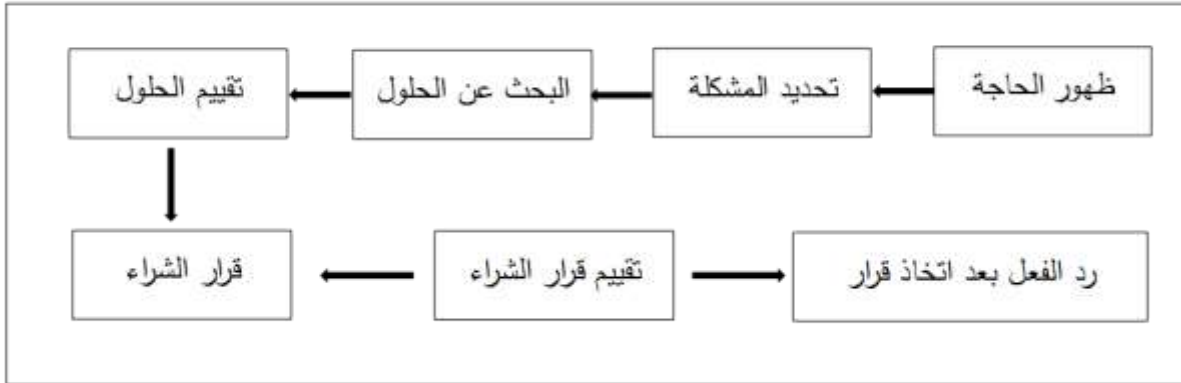 ظهور الحاجة
تحديد المشكلة
البحث عن الحلول
تقييم الحلول
قرار الشراء
تقييم قرار الشراء
رد الفعل بعد اتخاذ قرار